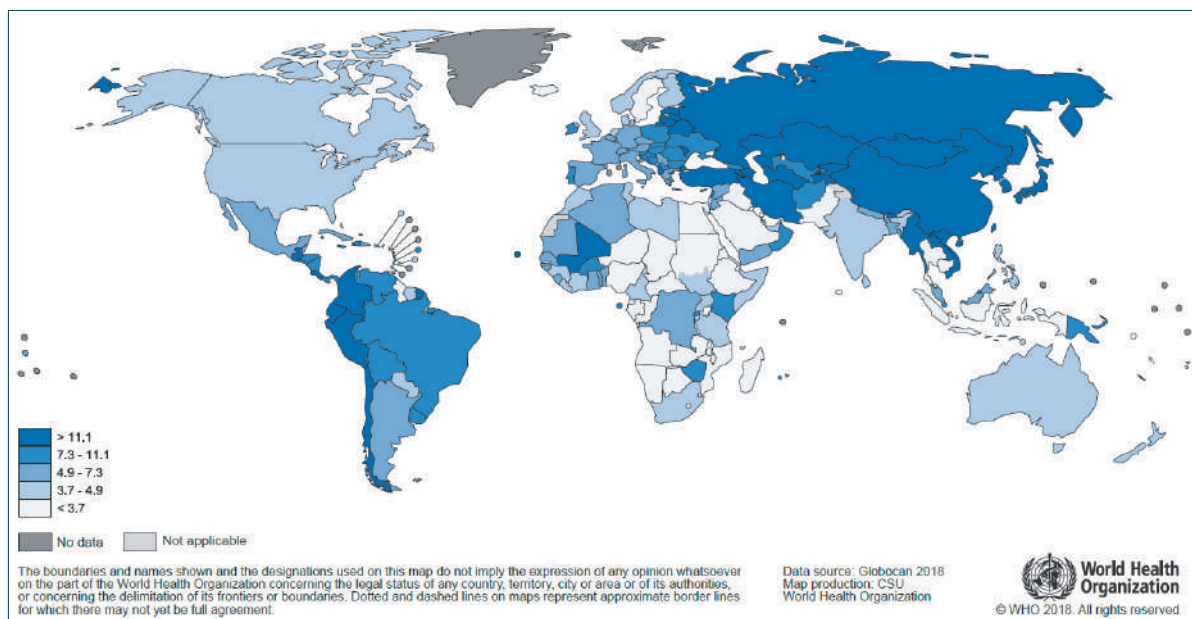 > 11.1
7.3 - 11.1
4.9 - 7.3
3.7 - 4.9
< 3.7
No data
Not applicable
The boundaries and names shown and the designations used on this map do not imply the expression of any opinion whatsoever
on the part of the World Health Organization concerning the legal status of any country, territory, city or area or of its authorities,
or concerning the delimitation of its frontiers or boundaries. Dotted and dashed lines on maps represent approximate border lines
for which there may not yet be full agreement.
Data source: Globocan 2018
Map production: CSU
World Health Organization
World Health
Organization
© WHO 2018. All rights reserved